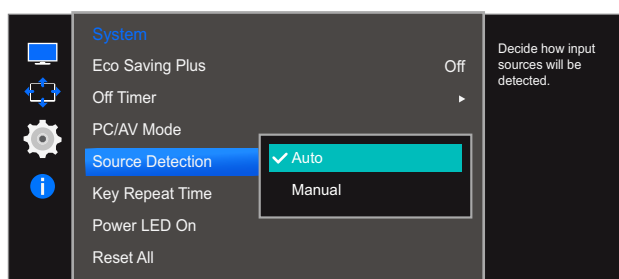 System
Eco Saving Plus Off
Off Timer
PC/AV Mode
Source Detection
Auto
Manual
Key Repeat Time
Power LED On
Reset All
Decide how input
sources will be
detected.